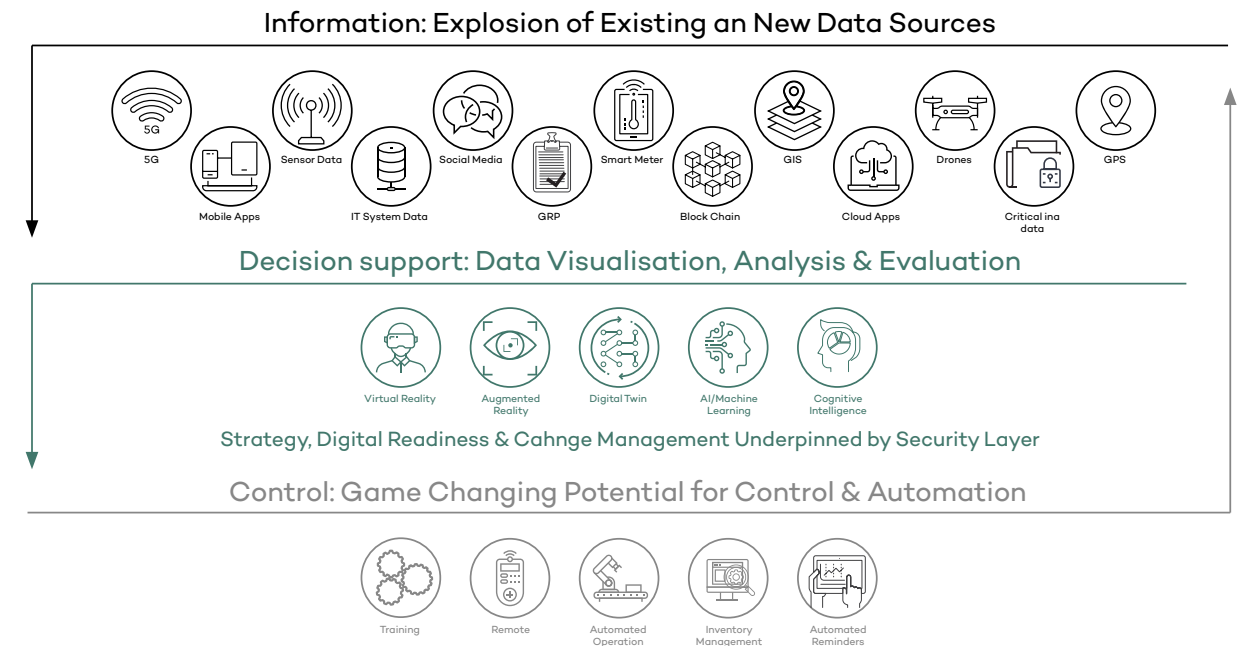 Information: Explosion of Existing an New Data Sources
5G
5G
Sensor Data
Social Media
Smart Meter
GIS
Drones
GPS
Mobile Apps
IT System Data
GRP
Block Chain
Cloud Apps
Critical ina
data
Decision support: Data Visualisation, Analysis & Evaluation
Virtual Reality
Augmented
Reality
Digital Twin
AI/Machine
Learning
Cognitive
Intelligence
Strategy, Digital Readiness & Cahnge Management Underpinned by Security Layer
Control: Game Changing Potential for Control & Automation
Training
Remote
Automated
Operation
Inventory
Management
Automated
Reminders